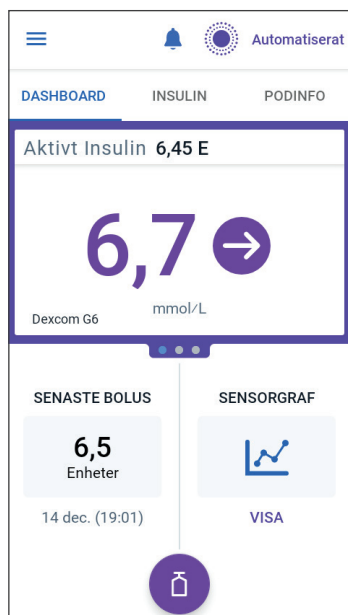 Automatiserat
DASHBOARD INSULIN PODINFO
Aktivt Insulin 6,45 E
6,7
mmol/L
Dexcom G6
SENASTE BOLUS
6,5
Enheter
14 dec. (19:01)
SENSORGRAF
VISA